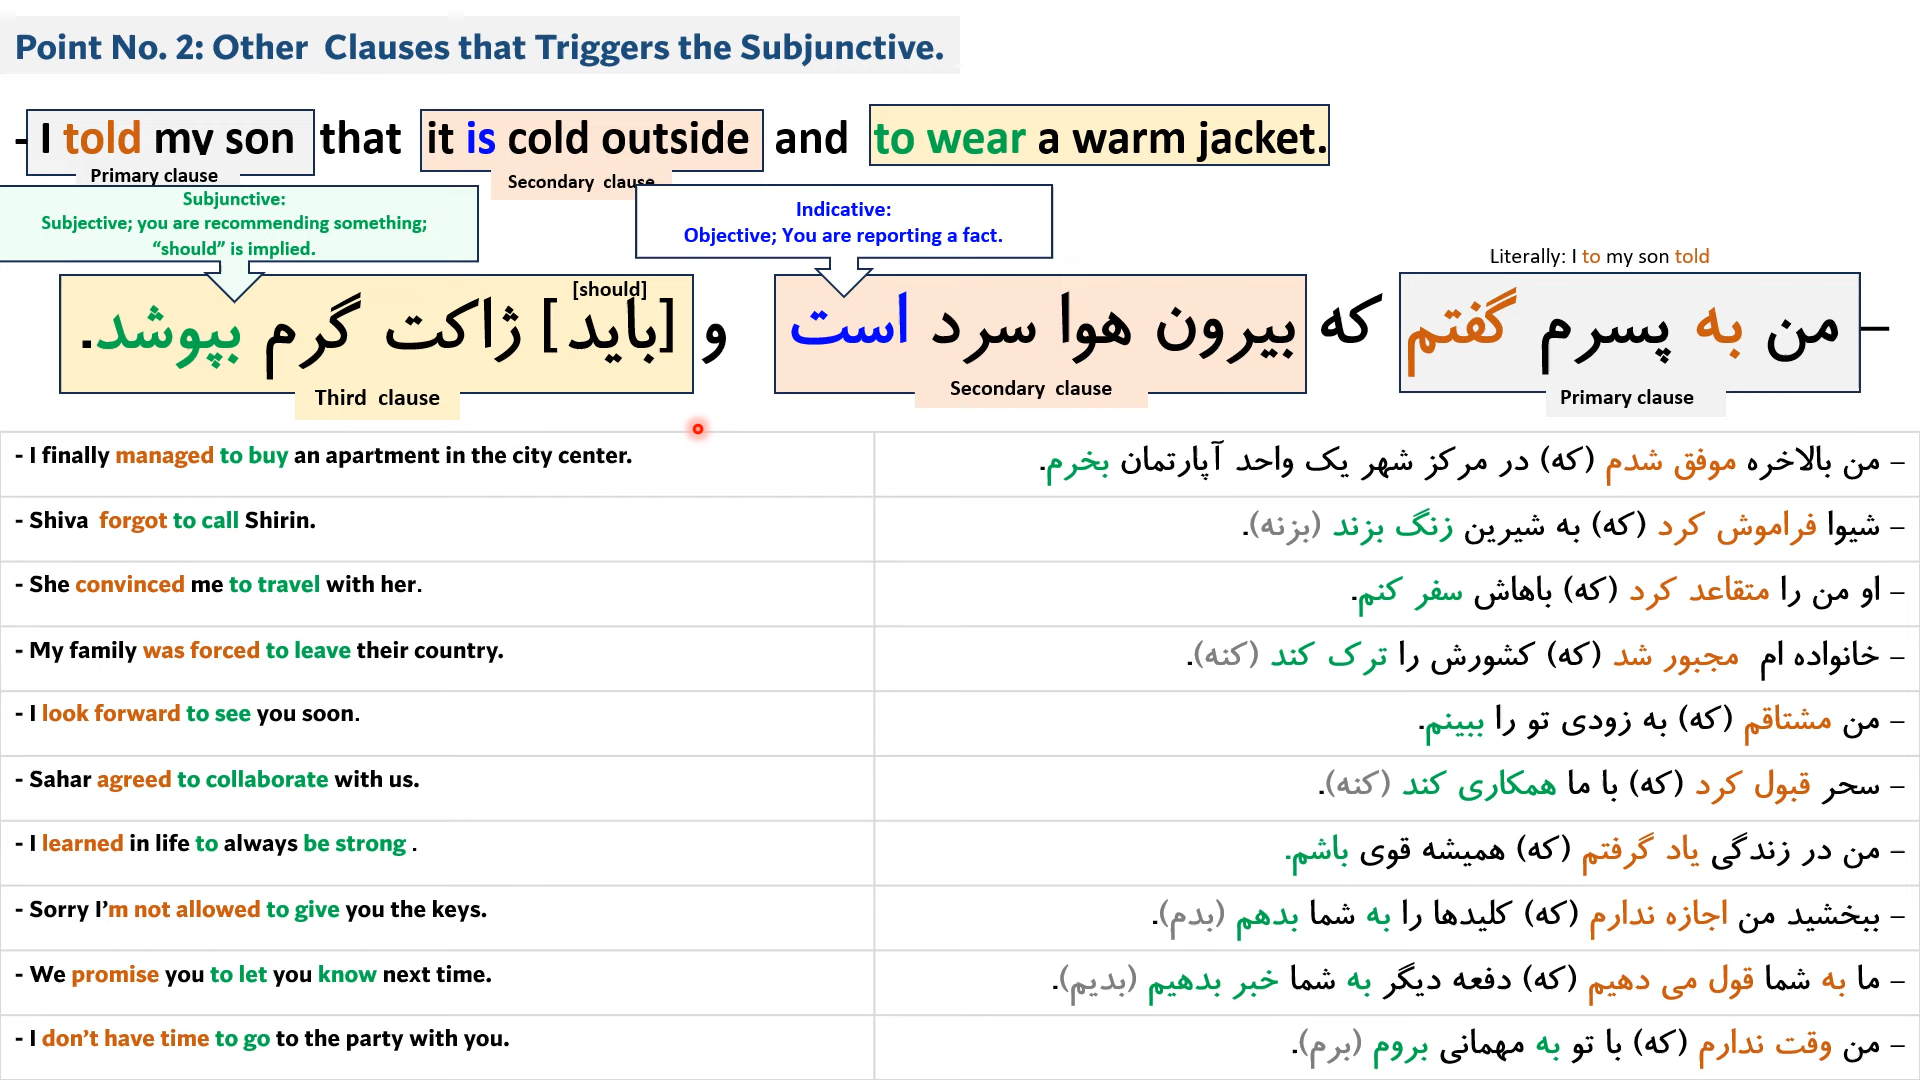 Point No. 2: Other Clauses that Triggers the Subjunctive.
- I told my son that it is cold outside and to wear a warm jacket.
Primary clause
Secondary clause
Subjunctive:
Subjective; you are recommending something;
“should” is implied.
Indicative:
Objective; You are reporting a fact.
Literally: I to my son told
[should]
– من به پسرم گفتم که بیرون هوا سرد است و [باید] ژاکت گرم بپوشد.
Primary clause
Secondary clause
Third clause
- I finally managed to buy an apartment in the city center.
– من بالاخره موفق شدم (که) در مرکز شهر یک واحد آپارتمان بخرم.
- Shiva forgot to call Shirin.
– شیوا فراموش کرد (که) به شیرین زنگ بزند (بزنه).
- She convinced me to travel with her.
– او من را متقاعد کرد (که) باهاش سفر کنم.
- My family was forced to leave their country.
– خانواده ام مجبور شد (که) کشورش را ترک کند (کنه).
- I look forward to see you soon.
– من مشتاقم (که) به زودی تو را ببینم.
- Sahar agreed to collaborate with us.
– سحر قبول کرد (که) با ما همکاری کند (کنه).
- I learned in life to always be strong .
– من در زندگی یاد گرفتم (که) همیشه قوی باشم.
- Sorry I’m not allowed to give you the keys.
– ببخشید من اجازه ندارم (که) کلیدها را به شما بدهم (بدم).
- We promise you to let you know next time.
– ما به شما قول می دهیم (که) دفعه دیگر به شما خبر بدهیم (بدیم).
- I don’t have time to go to the party with you.
– من وقت ندارم (که) با تو به مهمانی بروم (برم).